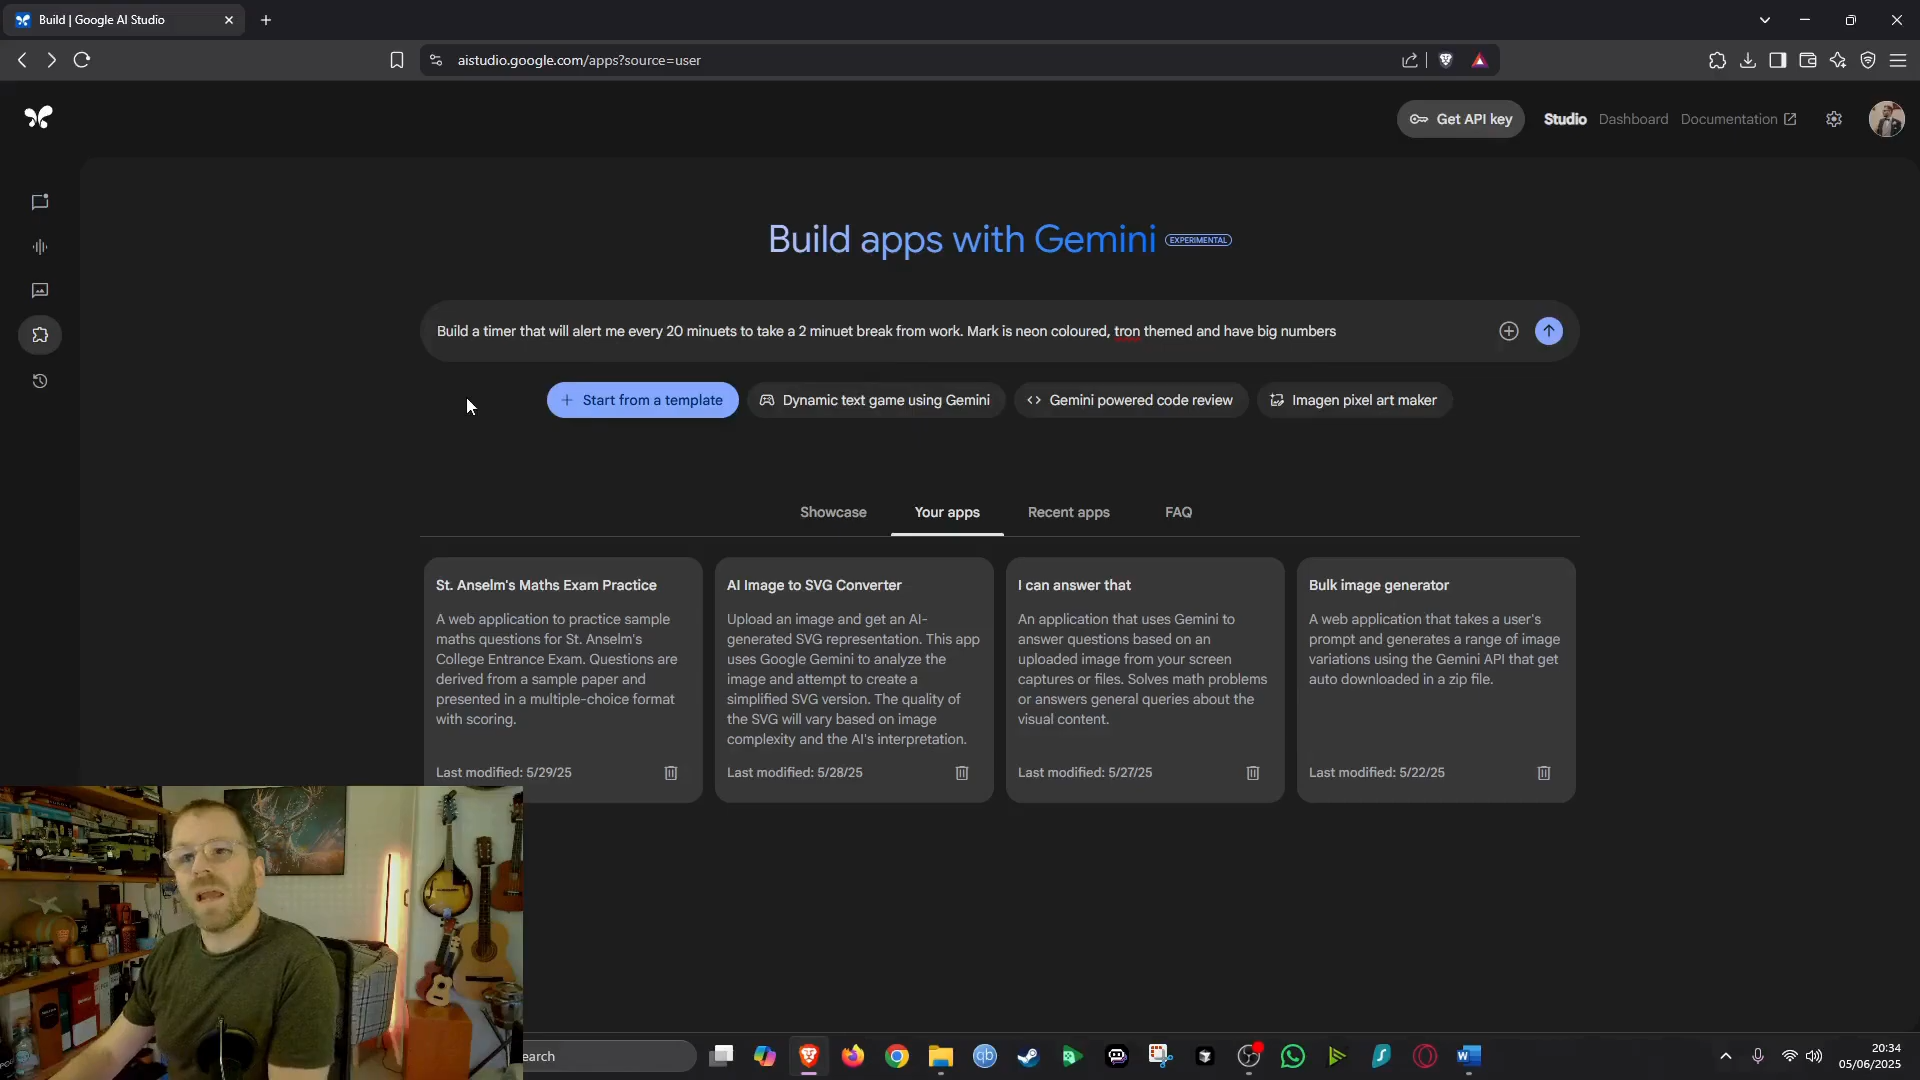 Build | Google AI Studio
aistudio.google.com/apps?source=user
Get API key
Studio
Dashboard
Documentation
Build apps with Gemini
EXPERIMENTAL
Build a timer that will alert me every 20 minuets to take a 2 minuet break from work. Mark is neon coloured, tron themed and have big numbers
Start from a template
Dynamic text game using Gemini
Gemini powered code review
Imagen pixel art maker
Showcase
Your apps
Recent apps
FAQ
St. Anselm's Maths Exam Practice
A web application to practice sample
maths questions for St. Anselm's
College Entrance Exam. Questions are
derived from a sample paper and
presented in a multiple-choice format
with scoring.
Last modified: 5/29/25
AI Image to SVG Converter
Upload an image and get an AI-
generated SVG representation. This app
uses Google Gemini to analyze the
image and attempt to create a
simplified SVG version. The quality of
the SVG will vary based on image
complexity and the AI's interpretation.
Last modified: 5/28/25
I can answer that
An application that uses Gemini to
answer questions based on an
uploaded image from your screen
captures or files. Solves math problems
or answers general queries about the
visual content.
Last modified: 5/27/25
Bulk image generator
A web application that takes a user's
prompt and generates a range of image
variations using the Gemini API that get
auto downloaded in a zip file.
Last modified: 5/22/25
earch
qb
W
20:34
05/06/2025